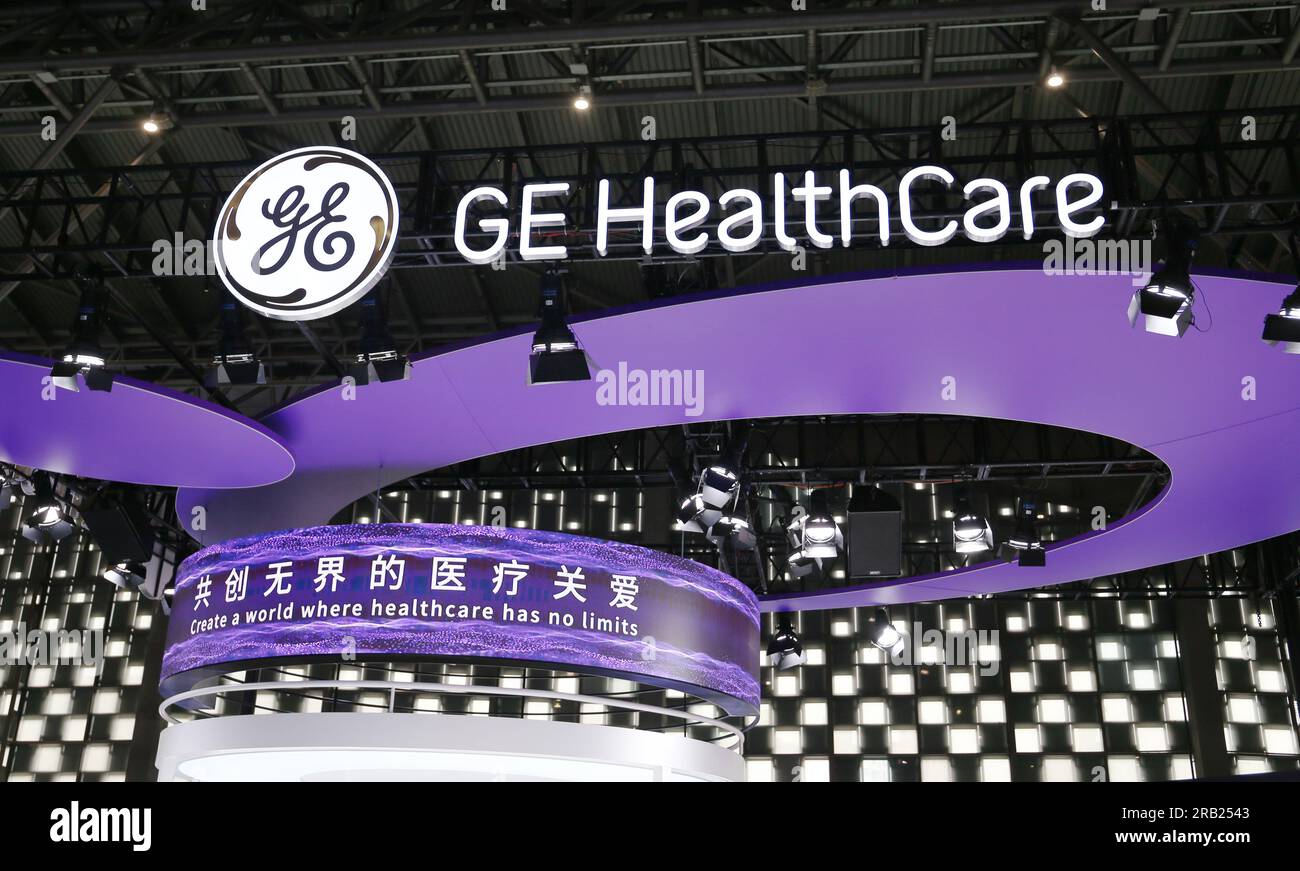 GE GE HealthCare
共创无界的医疗关爱
Create a world where healthcare has no limits
alamy
Image ID: 2RB2543
www.alamy.com